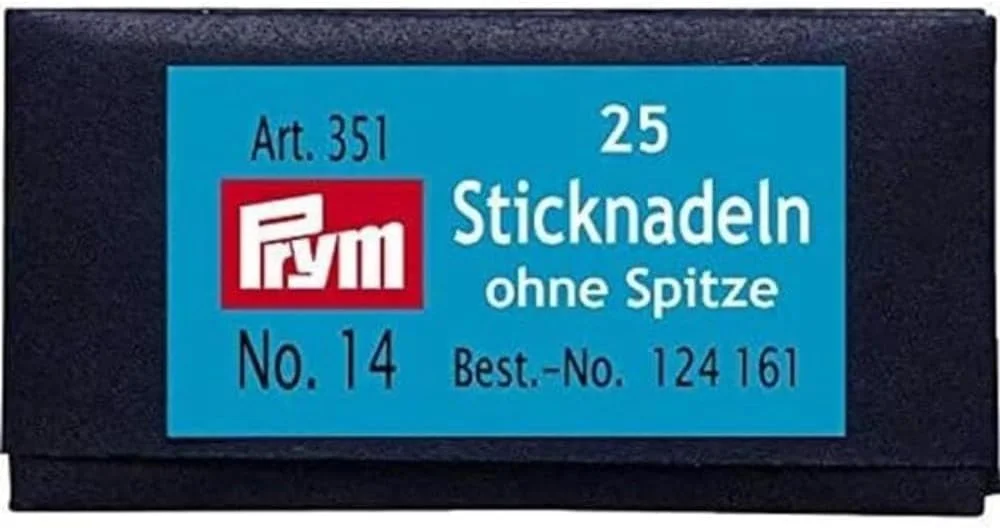 Art. 351
Prym
No. 14
25
Sticknadeln
ohne Spitze
Best.-No. 124 161